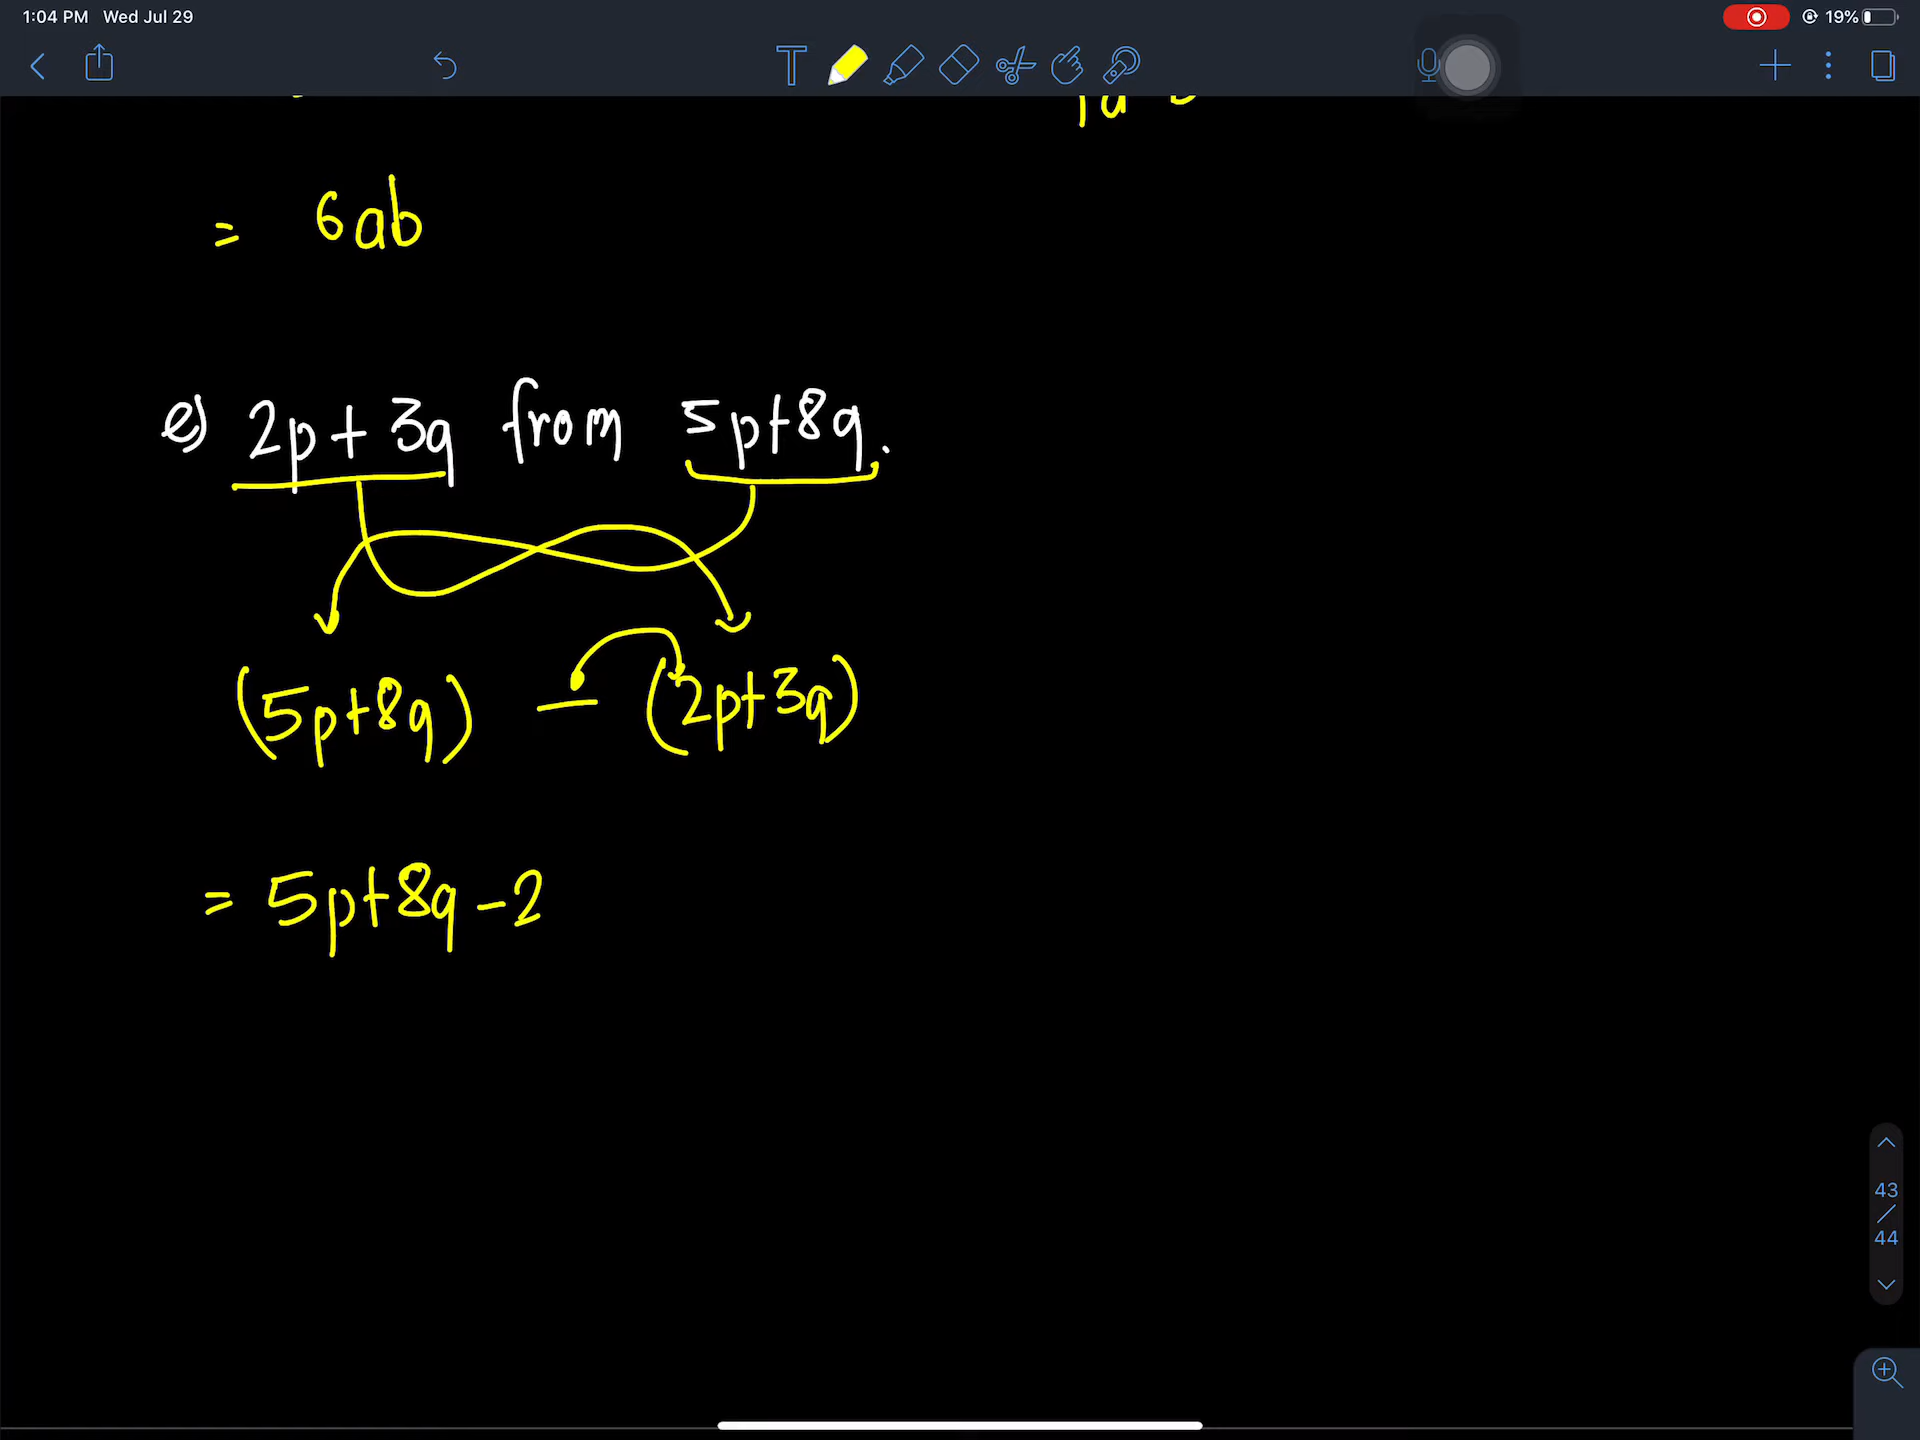 1:04 PM Wed Jul 29
19%
= 6ab
e) 2p + 3q from 5p+8q.
(5p+8q) - (2p+3q)
= 5p+8q -2
43
/
44